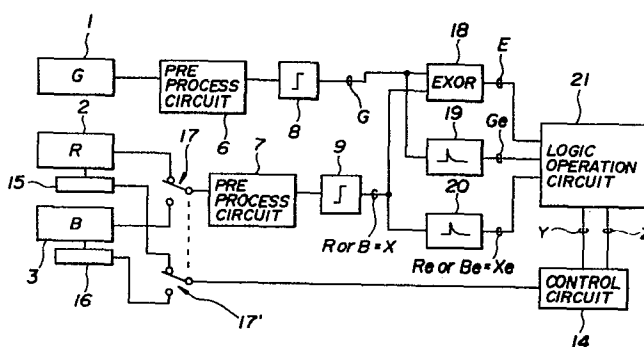 1
G
PRE
PROCESS
CIRCUIT
6
8
G
18
EXOR
E
21
LOGIC
OPERATION
CIRCUIT
2
R
15
17
7
PRE
PROCESS
CIRCUIT
9
R or B = X
19
Ge
20
Re or Be = Xe
B
3
16
17'
Y
Z
CONTROL
CIRCUIT
14